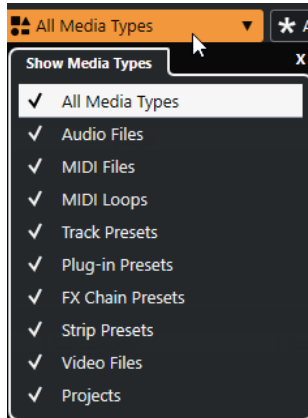 All Media Types
A
Show Media Types X
All Media Types
Audio Files
MIDI Files
MIDI Loops
Track Presets
Plug-in Presets
FX Chain Presets
Strip Presets
Video Files
Projects